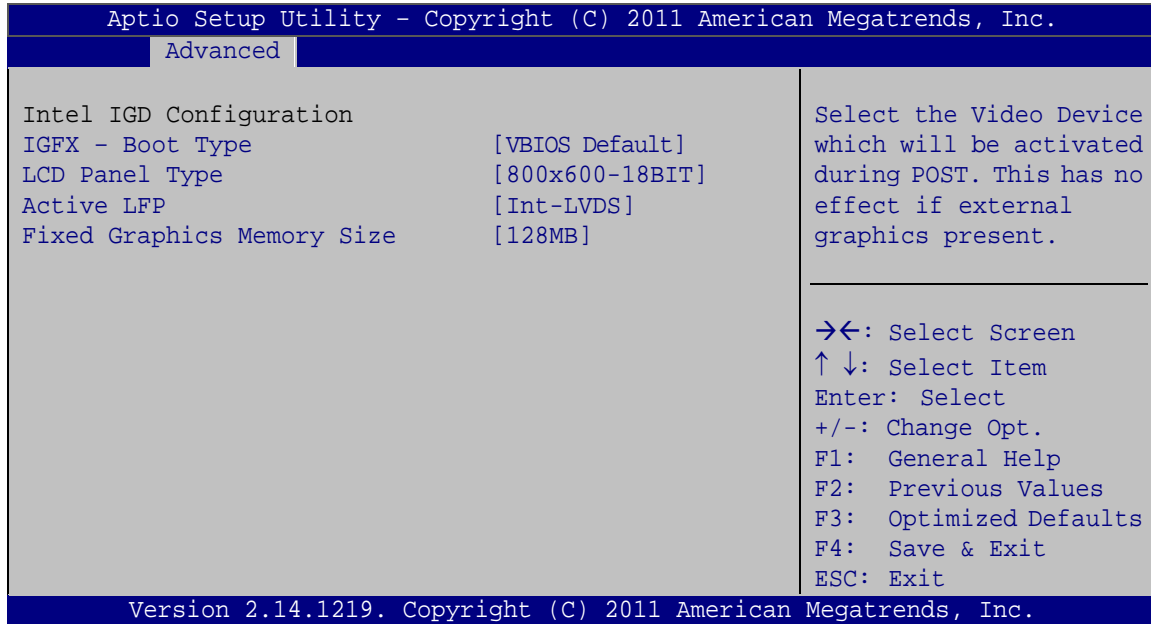 Aptio Setup Utility – Copyright (C) 2011 American Megatrends, Inc.
Advanced
Intel IGD Configuration
IGFX – Boot Type [VBIOS Default]
LCD Panel Type [800x600-18BIT]
Active LFP [Int-LVDS]
Fixed Graphics Memory Size [128MB]
Select the Video Device
which will be activated
during POST. This has no
effect if external
graphics present.
→←: Select Screen
↑ ↓: Select Item
Enter: Select
+/-: Change Opt.
F1: General Help
F2: Previous Values
F3: Optimized Defaults
F4: Save & Exit
ESC: Exit
Version 2.14.1219. Copyright (C) 2011 American Megatrends, Inc.